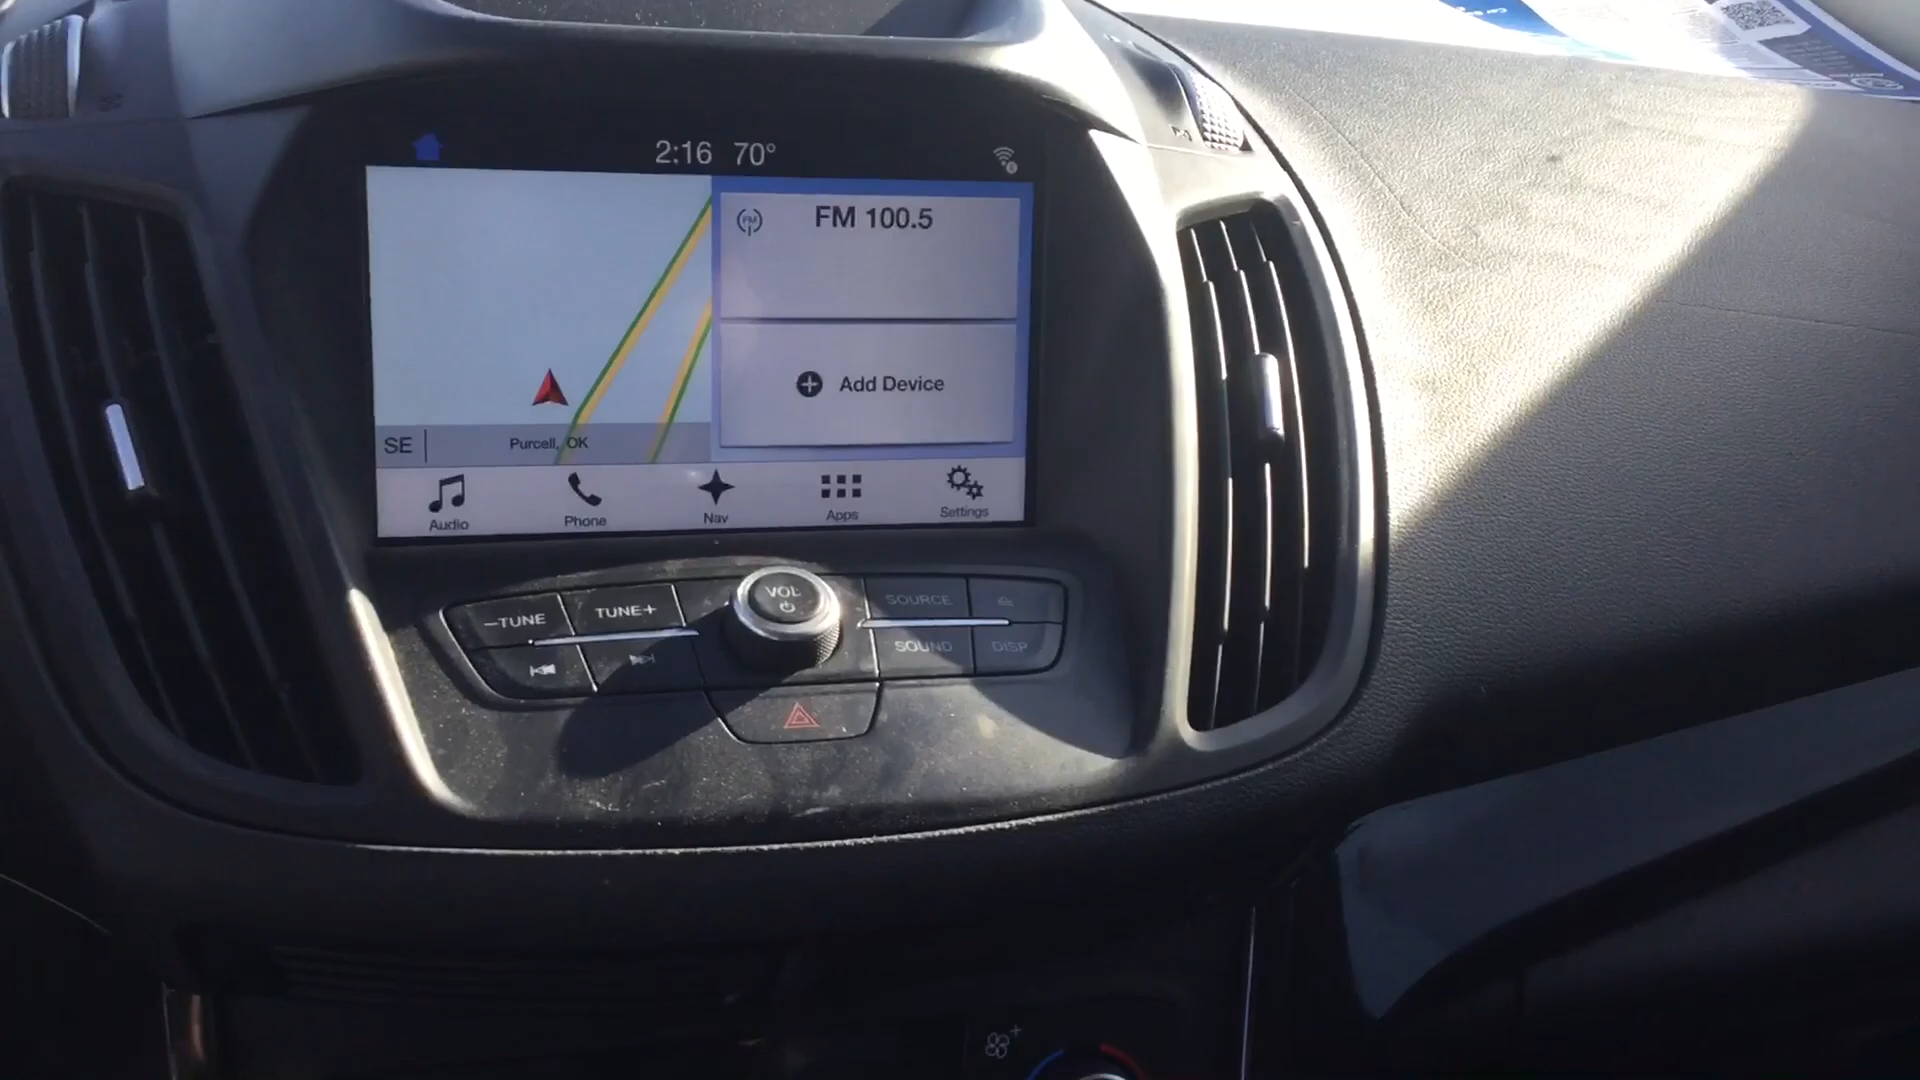 2:16 70°
FM 100.5
FM
Add Device
SE
Purcell, OK
Audio
Phone
Nav
Apps
Settings
VOL
–TUNE
TUNE+
SOURCE
SOUND
DISP